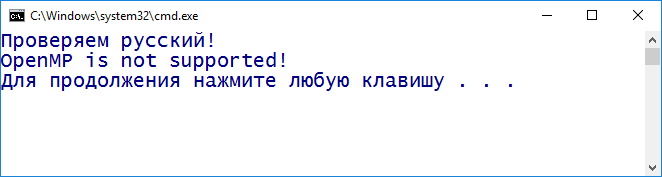 C:\Windows\system32\cmd.exe
Проверяем русский!
OpenMP is not supported!
Для продолжения нажмите любую клавишу . . .